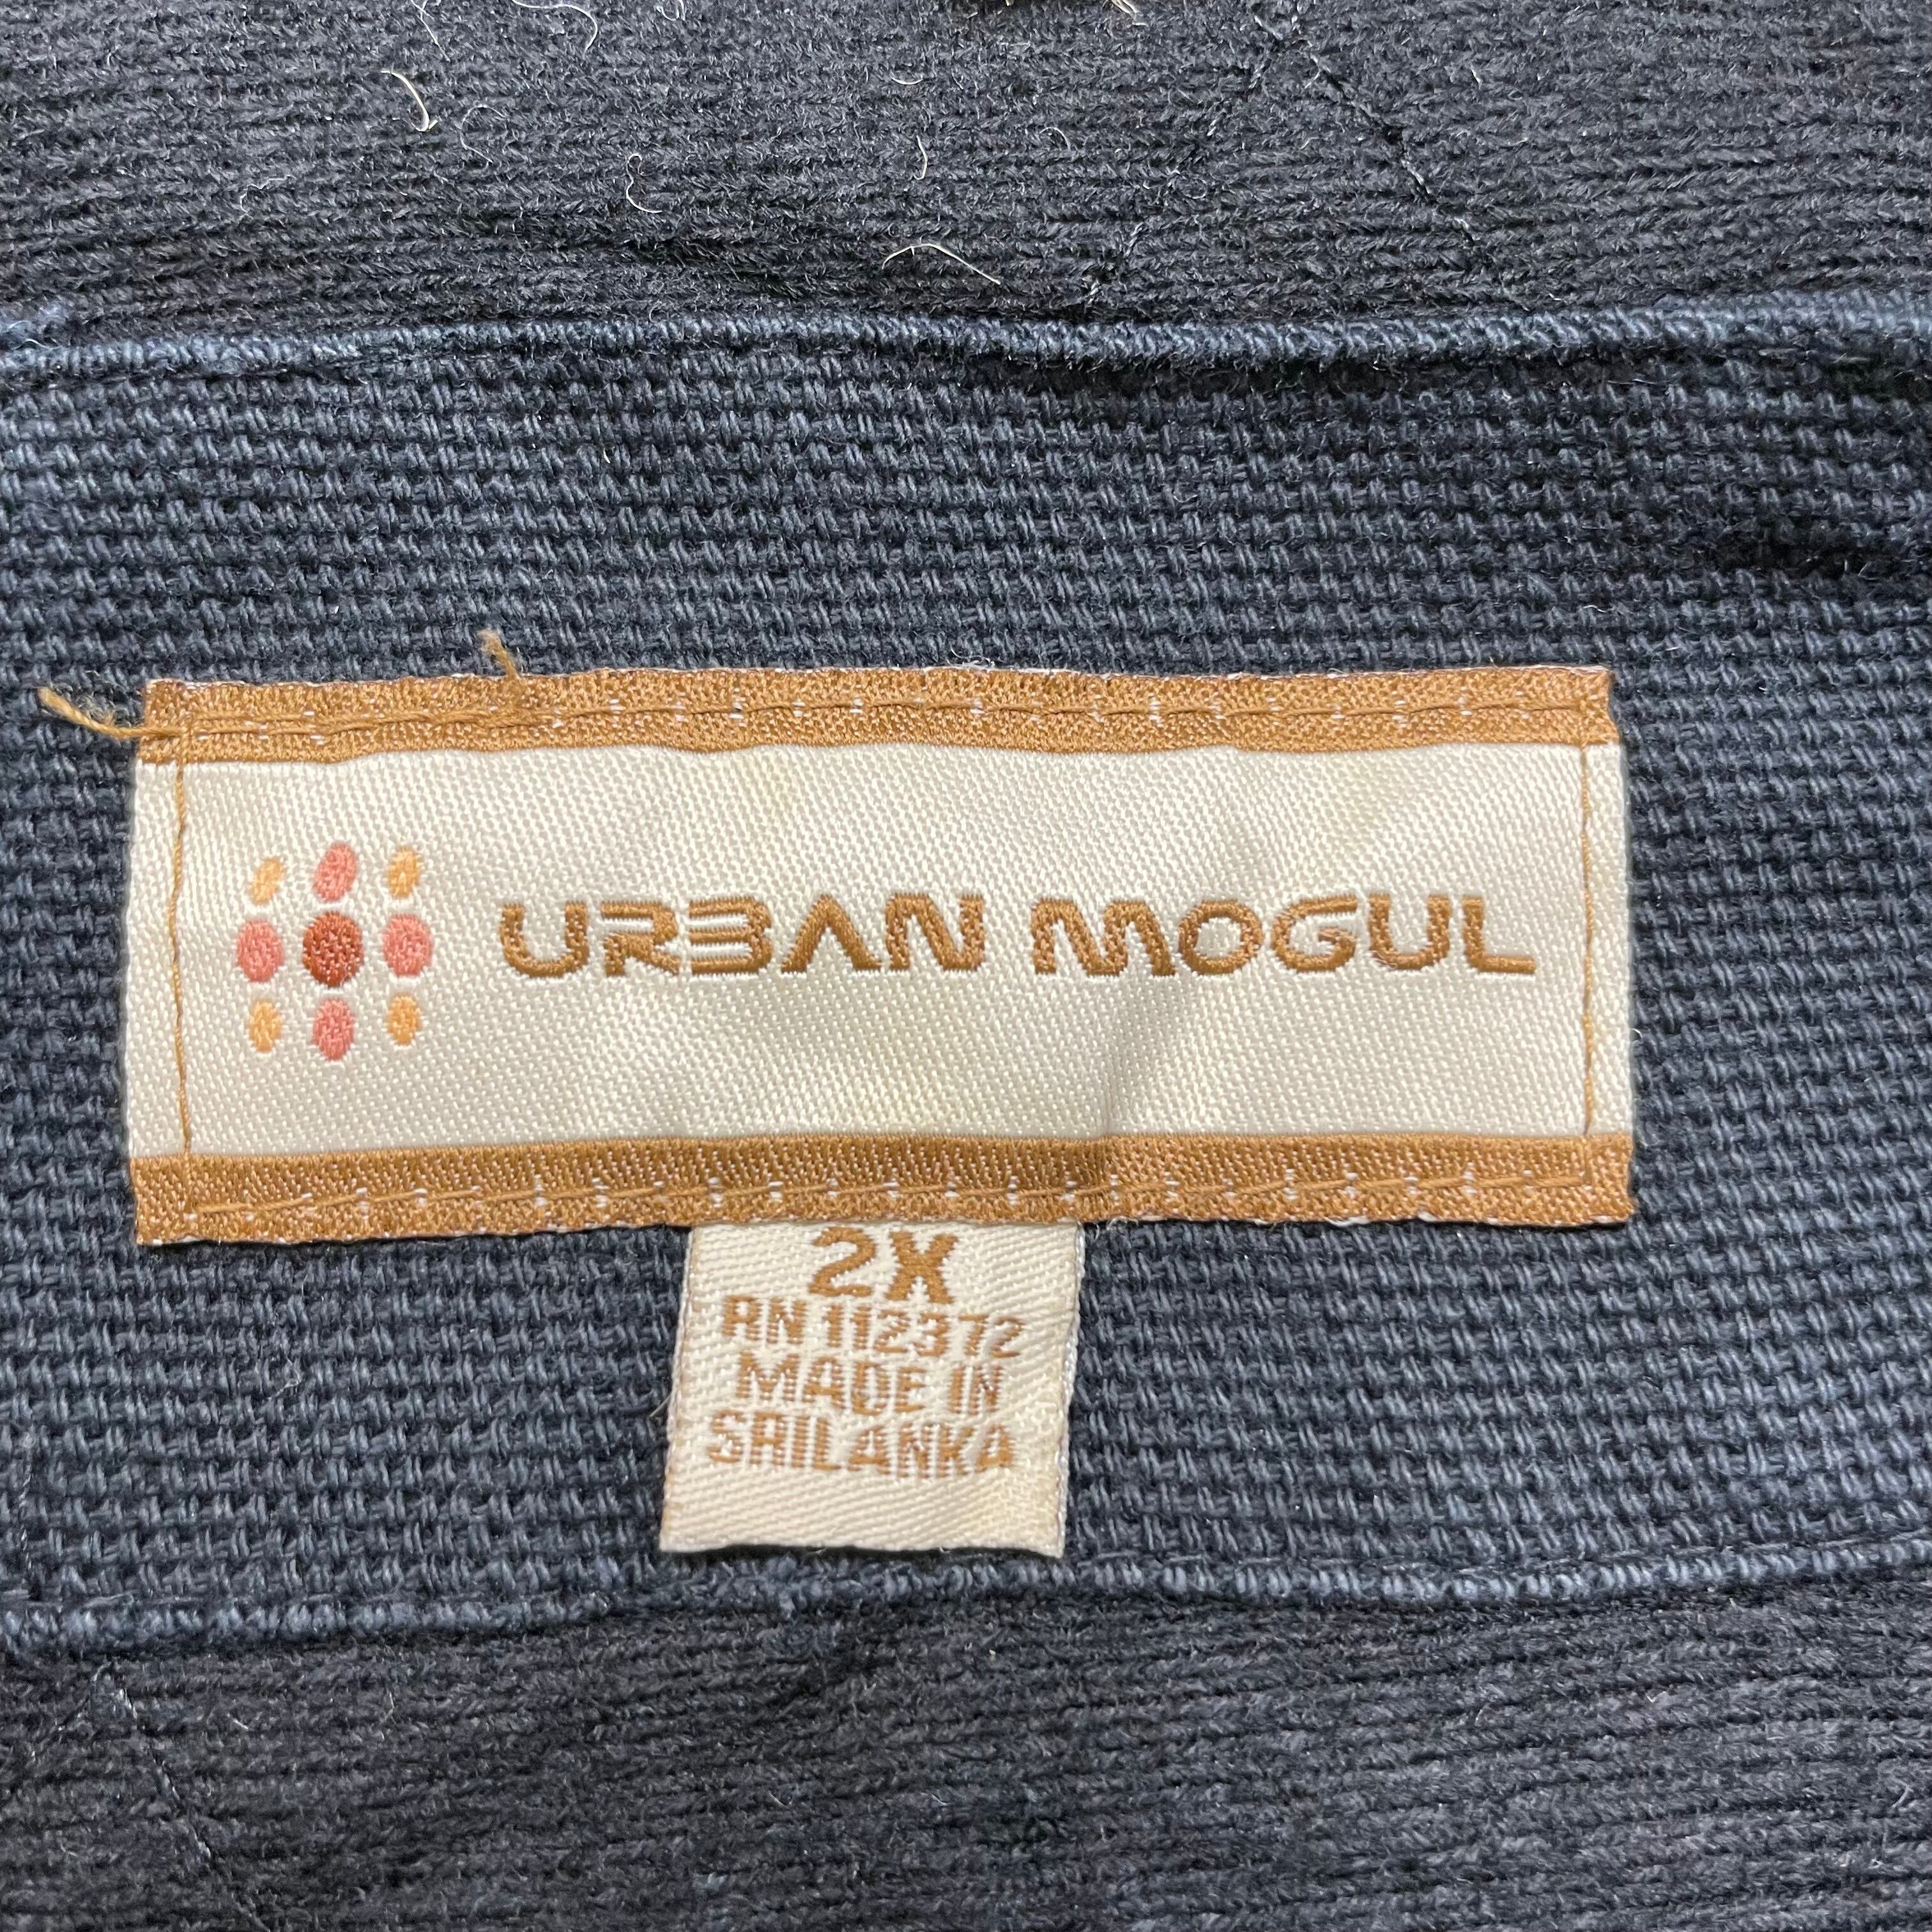 URBAN MOGUL
2X
RN 112372
MADE IN
SRILANKA